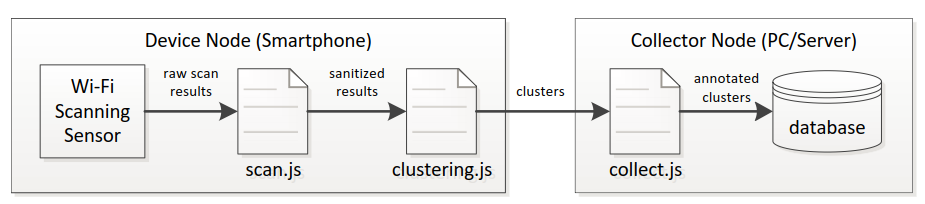 Device Node (Smartphone)
Collector Node (PC/Server)
Wi-Fi
Scanning
Sensor
raw scan
results
scan.js
sanitized
results
clustering.js
clusters
collect.js
annotated
clusters
database